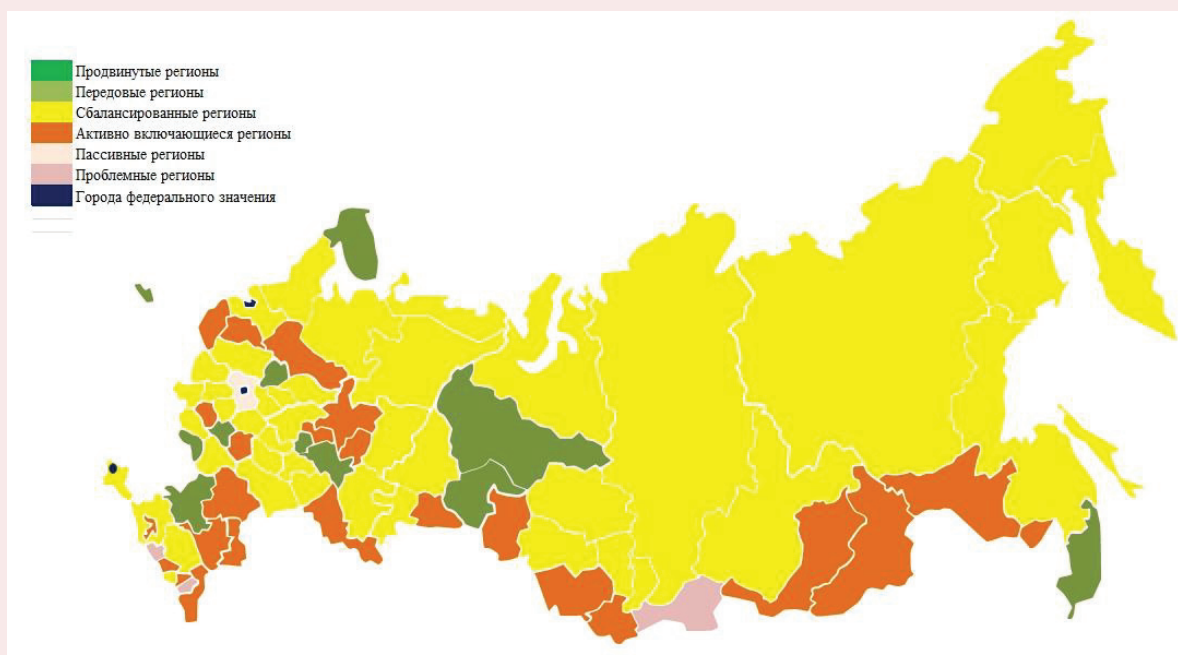 Продвинутые регионы
Передовые регионы
Сбалансированные регионы
Активно включающиеся регионы
Пассивные регионы
Проблемные регионы
Города федерального значения